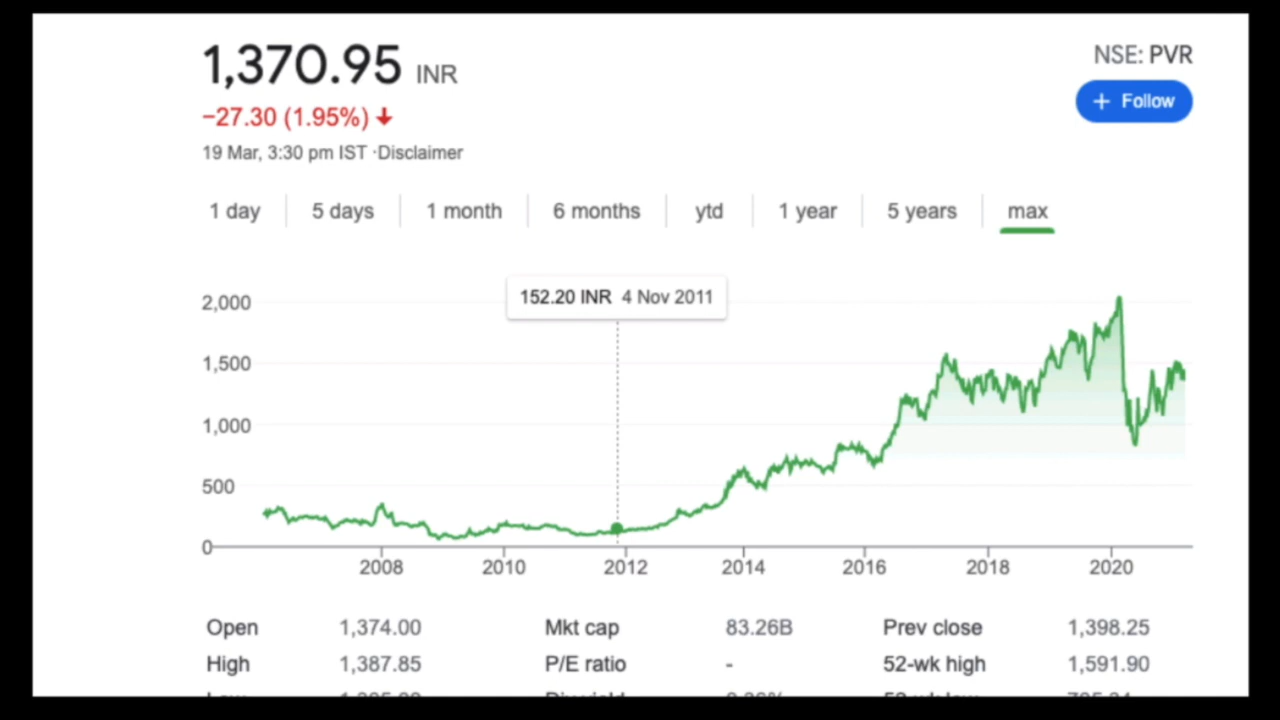 1,370.95 INR
NSE: PVR
+ Follow
−27.30 (1.95%)
19 Mar, 3:30 pm IST ·Disclaimer
1 day 5 days 1 month 6 months ytd 1 year 5 years max
152.20 INR 4 Nov 2011
2,000
1,500
1,000
500
0
2008 2010 2012 2014 2016 2018 2020
Open 1,374.00 Mkt cap 83.26B Prev close 1,398.25
High 1,387.85 P/E ratio - 52-wk high 1,591.90